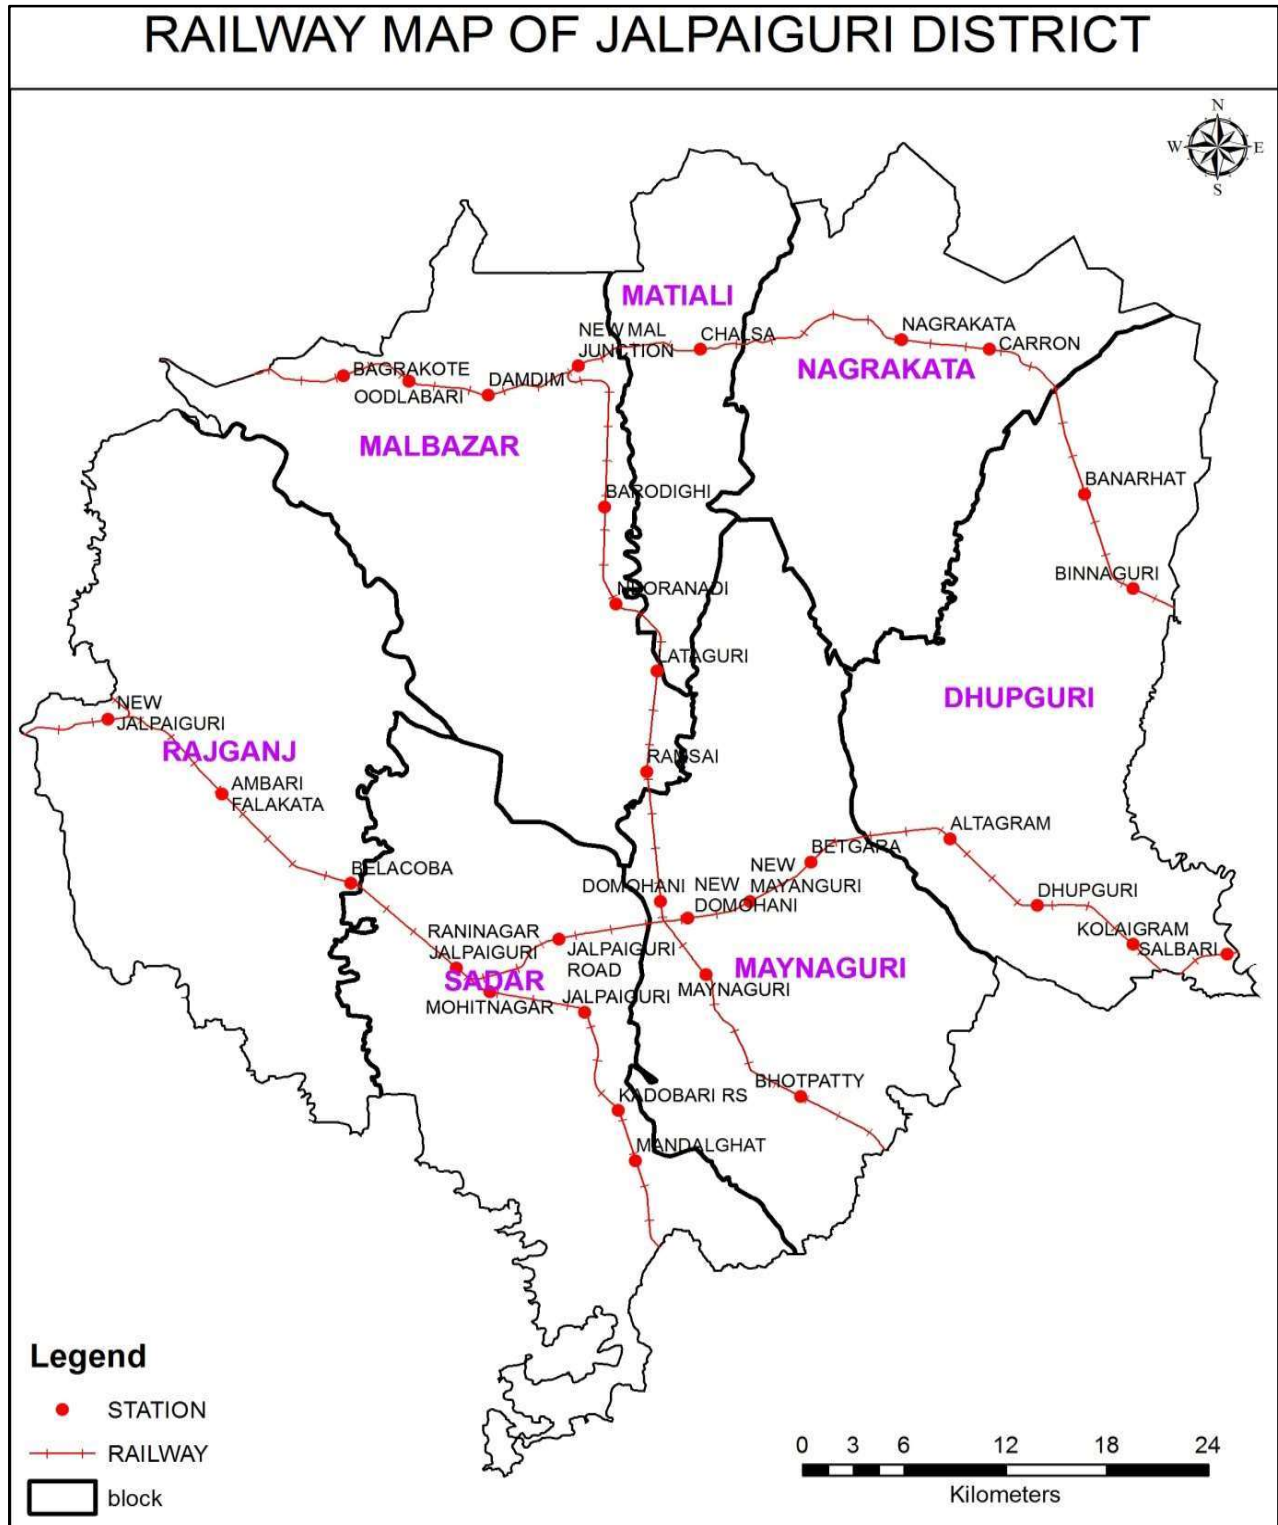 RAILWAY MAP OF JALPAIGURI DISTRICT
N
W E
S
MATIALI
NEW MAL
JUNCTION
CHALSA
NAGRAKATA
CARRON
NAGRAKATA
BAGRAKOTE
OODLABARI
DAMDIM
MALBAZAR
BARODIGHI
BANARHAT
BINNAGURI
NEORANADI
LATAGURI
DHUPGURI
NEW
JALPAIGURI
RAJGANJ
RAMSAI
AMBARI
FALAKATA
ALTAGRAM
BETGARA
BELACOBA
NEW
MAYANGURI
DOMOHANI
NEW
DOMOHANI
DHUPGURI
KOLAIGRAM
SALBARI
RANINAGAR
JALPAIGURI
JALPAIGURI
ROAD
SADAR
MAYNAGURI
MAYNAGURI
MOHITNAGAR
JALPAIGURI
BHOTPATTY
KADOBARI RS
MANDALGHAT
Legend
STATION
RAILWAY
block
0 3 6 12 18 24
Kilometers